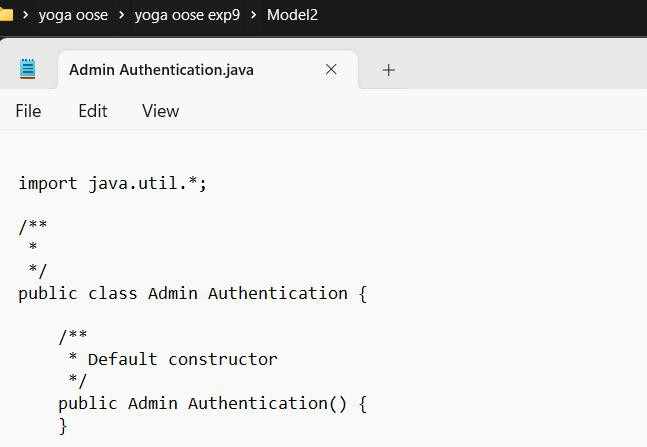 yoga oose > yoga oose exp9 > Model2
Admin Authentication.java
File Edit View
import java.util.*;
/**
*
*/
public class Admin Authentication {
/**
* Default constructor
*/
public Admin Authentication() {
}